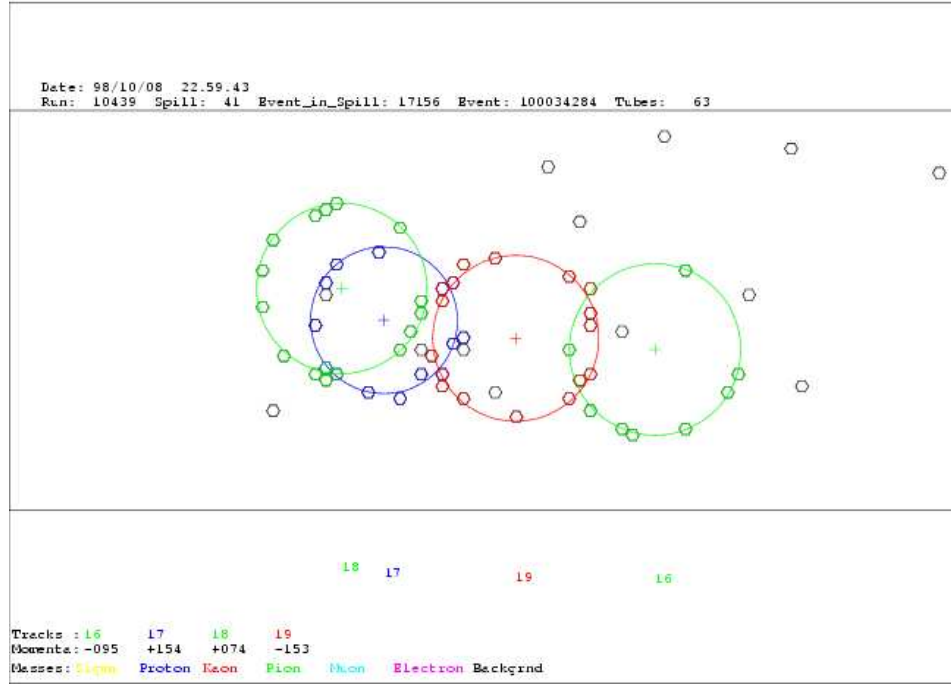 Date: 98/10/08 22.59.43
Run: 10439 Spill: 41 Event_in_Spill: 17156 Event: 100034284 Tubes: 63
18 17 19 16
Tracks : 16 17 18 19
Momenta: -095 +154 +074 -153
Masses: Sigma Proton Kaon Pion Muon Electron Backgrnd